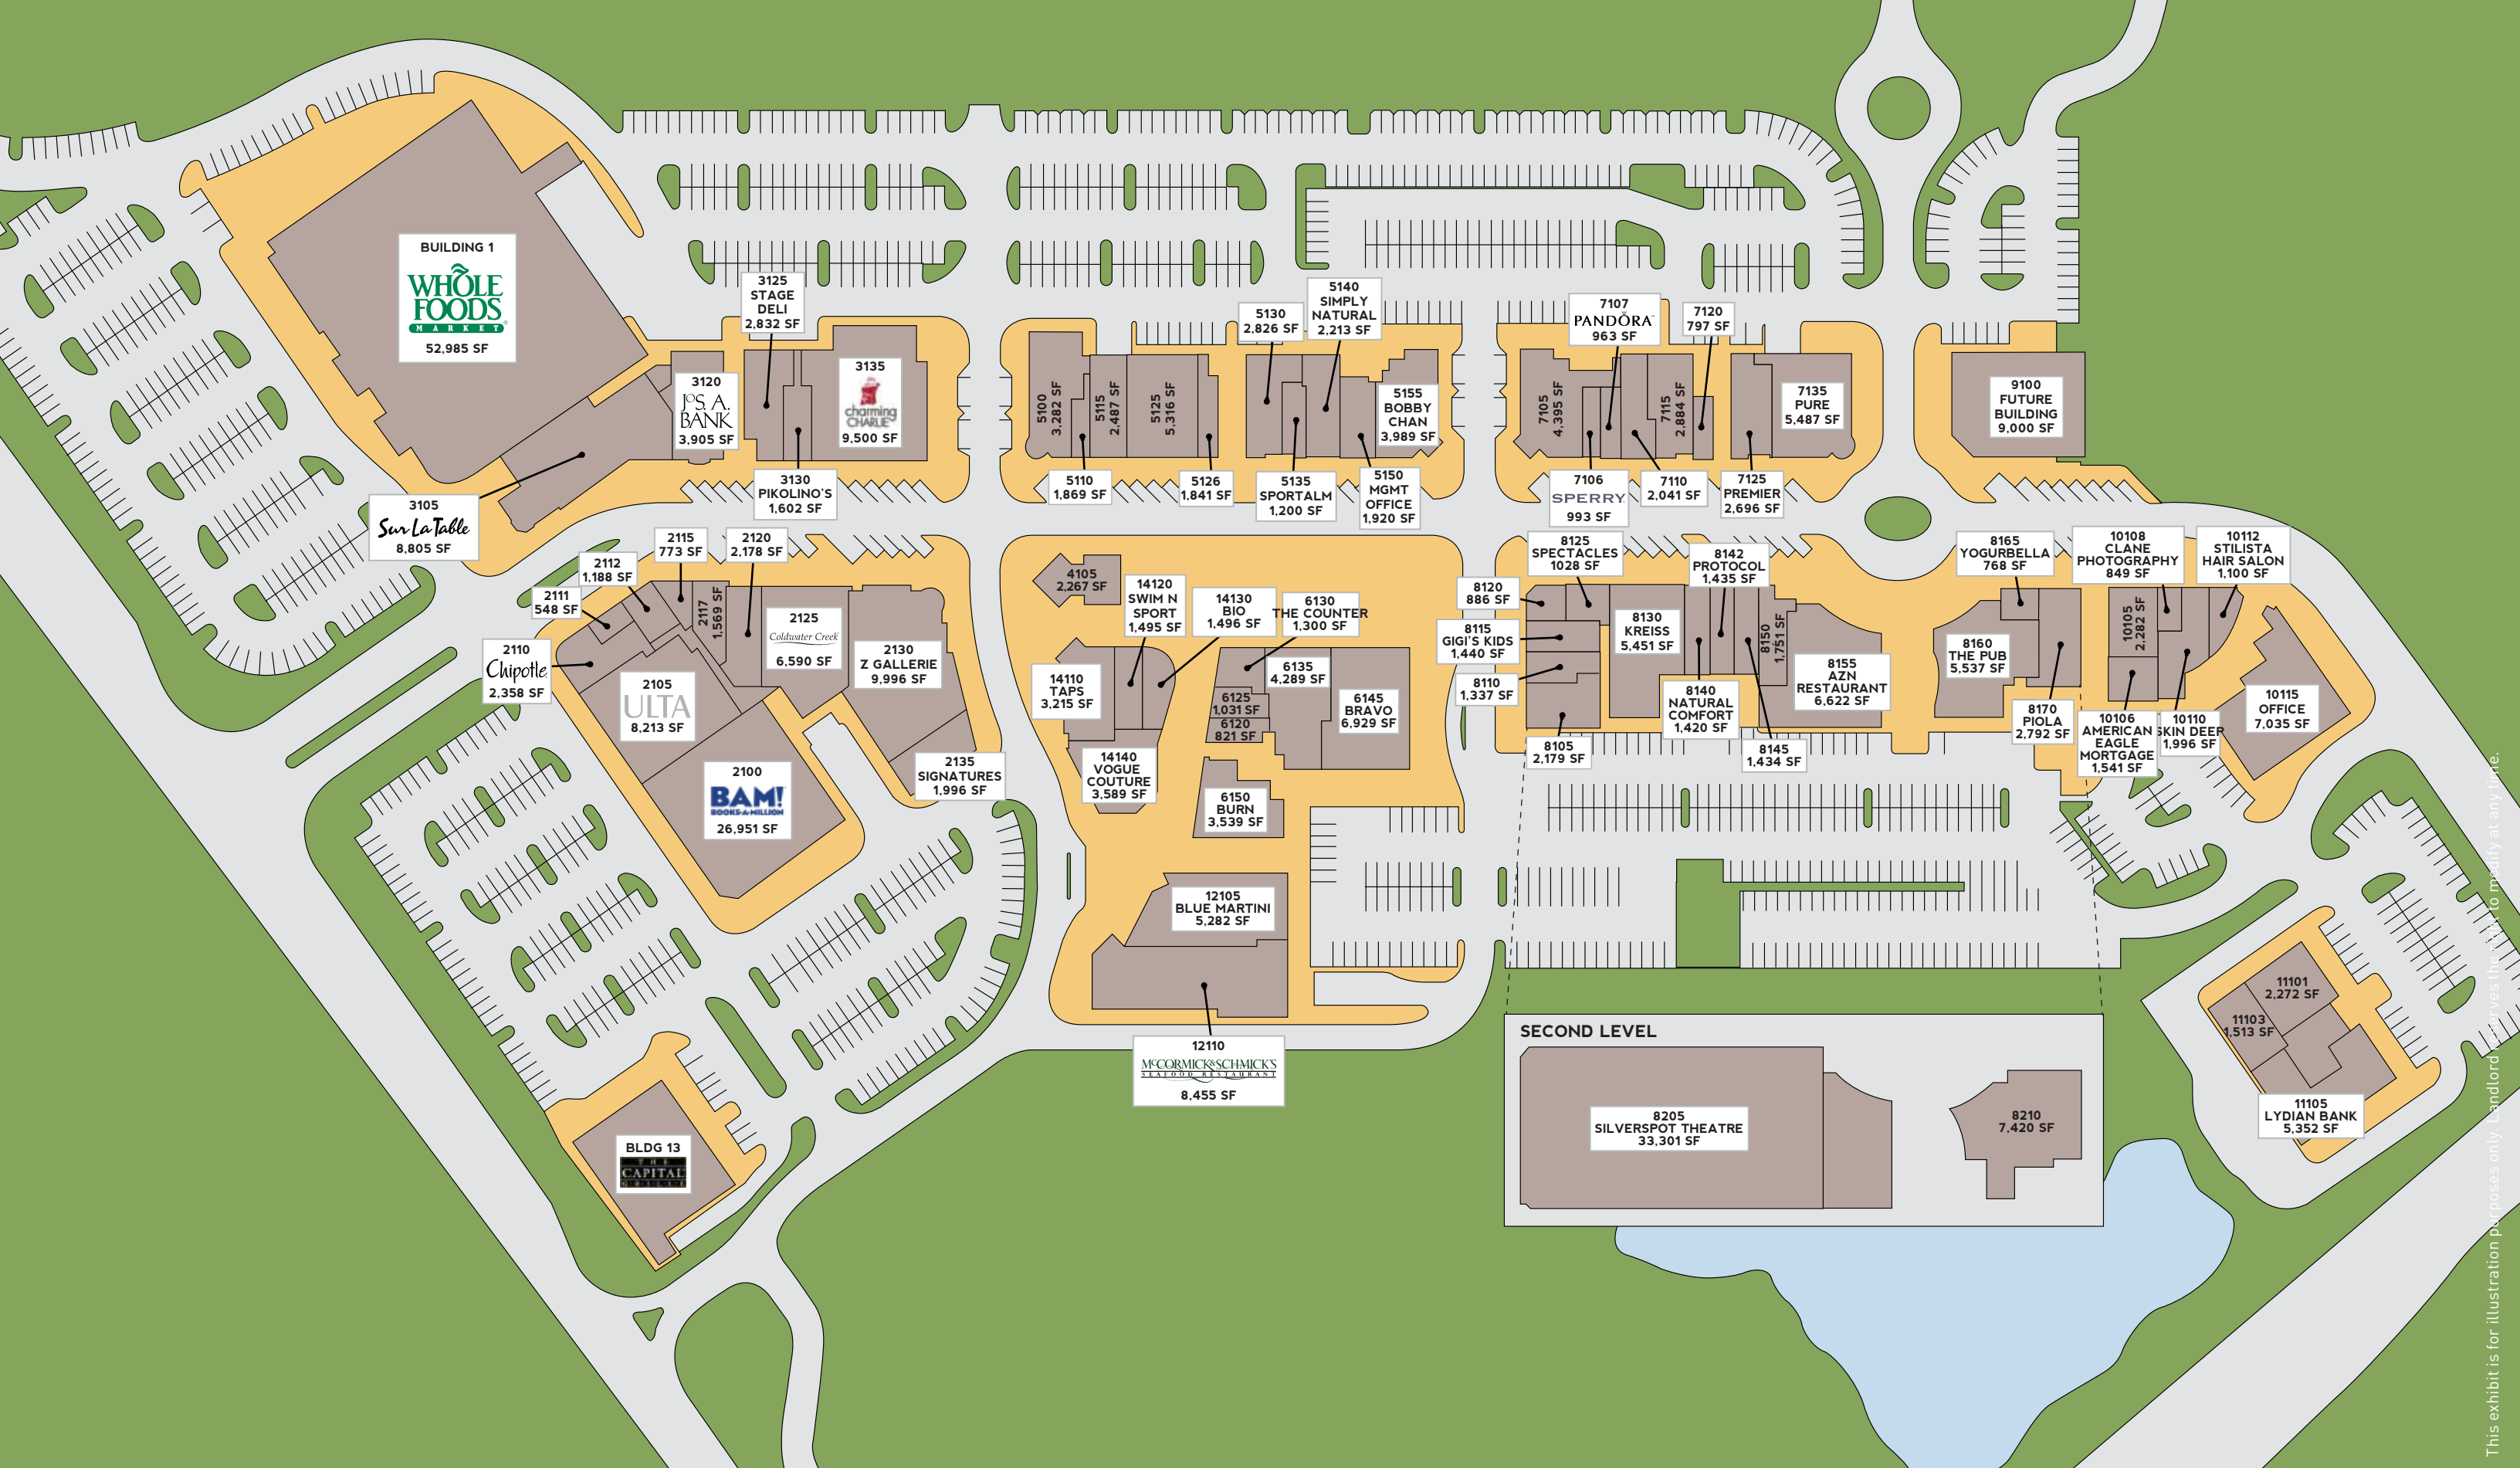 BUILDING 1
WHOLE
FOODS
MARKET
52,985 SF
3105
Sur La Table
8,805 SF
3120
JOS. A.
BANK
3,905 SF
3125
STAGE
DELI
2,832 SF
3130
PIKOLINO'S
1,602 SF
3135
charming
CHARLIE
9,500 SF
5100
3,282 SF
5110
1,869 SF
5115
2,487 SF
5125
5,316 SF
5126
1,841 SF
5130
2,826 SF
5135
SPORTALM
1,200 SF
5140
SIMPLY
NATURAL
2,213 SF
5150
MGMT
OFFICE
1,920 SF
5155
BOBBY
CHAN
3,989 SF
7105
4,395 SF
7106
SPERRY
993 SF
7107
PANDORA
963 SF
7110
2,041 SF
7115
2,884 SF
7120
797 SF
7125
PREMIER
2,696 SF
7135
PURE
5,487 SF
9100
FUTURE
BUILDING
9,000 SF
2110
Chipotle
2,358 SF
2111
548 SF
2112
1,188 SF
2115
773 SF
2117
1,569 SF
2120
2,178 SF
2125
Coldwater Creek
6,590 SF
2130
Z GALLERIE
9,996 SF
2135
SIGNATURES
1,996 SF
2105
ULTA
8,213 SF
2100
BAM!
BOOKS-A-MILLION
26,951 SF
BLDG 13
THE
CAPITAL
GRILLE
4105
2,267 SF
14110
TAPS
3,215 SF
14120
SWIM N
SPORT
1,495 SF
14130
BIO
1,496 SF
14140
VOGUE
COUTURE
3,589 SF
6130
THE COUNTER
1,300 SF
6135
4,289 SF
6125
1,031 SF
6120
821 SF
6145
BRAVO
6,929 SF
6150
BURN
3,539 SF
12105
BLUE MARTINI
5,282 SF
12110
McCORMICK & SCHMICK'S
SEAFOOD RESTAURANT
8,455 SF
8125
SPECTACLES
1028 SF
8120
886 SF
8115
GIGI'S KIDS
1,440 SF
8110
1,337 SF
8105
2,179 SF
8130
KREISS
5,451 SF
8142
PROTOCOL
1,435 SF
8140
NATURAL
COMFORT
1,420 SF
8145
1,434 SF
8150
1,751 SF
8155
AZN
RESTAURANT
6,622 SF
8165
YOGURBELLA
768 SF
8160
THE PUB
5,537 SF
8170
PIOLA
2,792 SF
10108
CLANE
PHOTOGRAPHY
849 SF
10112
STILISTA
HAIR SALON
1,100 SF
10105
2,282 SF
10106
AMERICAN
EAGLE
MORTGAGE
1,541 SF
10110
SKIN DEER
1,996 SF
10115
OFFICE
7,035 SF
11101
2,272 SF
11103
1,513 SF
11105
LYDIAN BANK
5,352 SF
SECOND LEVEL
8205
SILVERSPOT THEATRE
33,301 SF
8210
7,420 SF
This exhibit is for illustration purposes only. Landlord reserves the right to modify at any time.